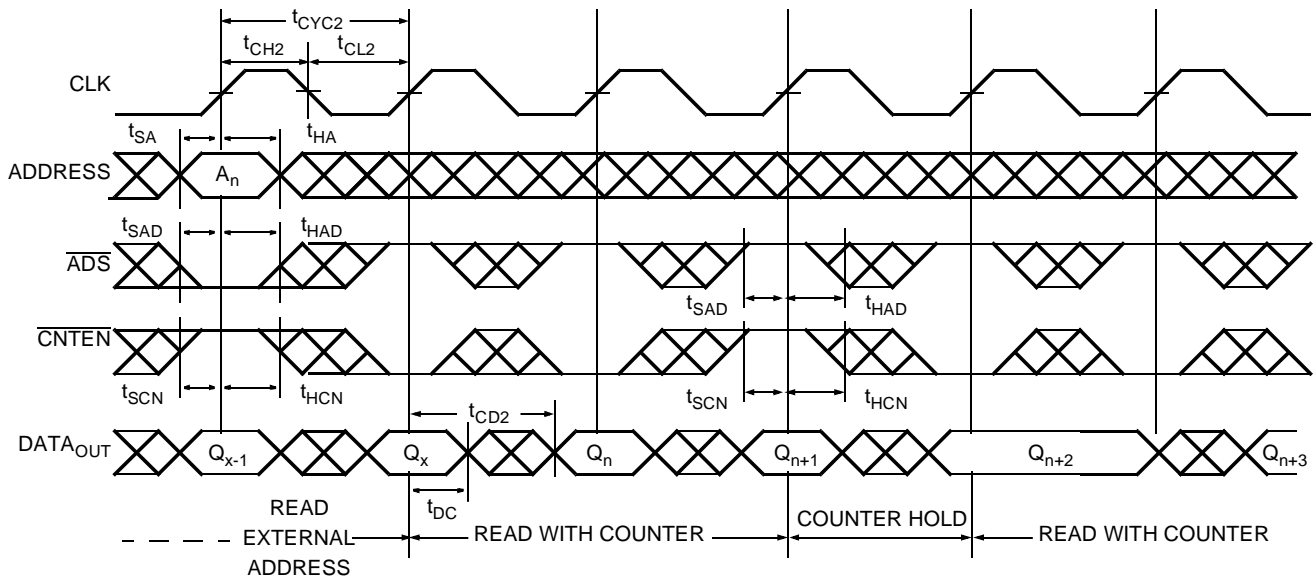 tCYC2
tCH2 tCL2
CLK
tSA tHA
ADDRESS An
tSAD tHAD
ADS
tSAD tHAD
CNTEN
tSCN tHCN tSCN tHCN
tCD2
DATAOUT Qx-1 Qx Qn Qn+1 Qn+2 Qn+3
tDC
READ
EXTERNAL
ADDRESS
READ WITH COUNTER
COUNTER HOLD
READ WITH COUNTER